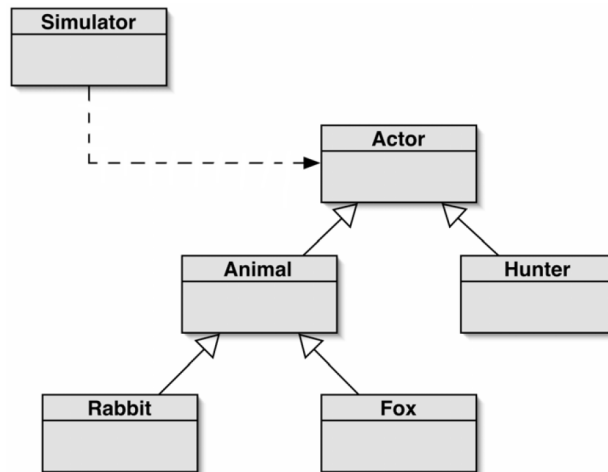 Simulator
Actor
Animal
Hunter
Rabbit
Fox